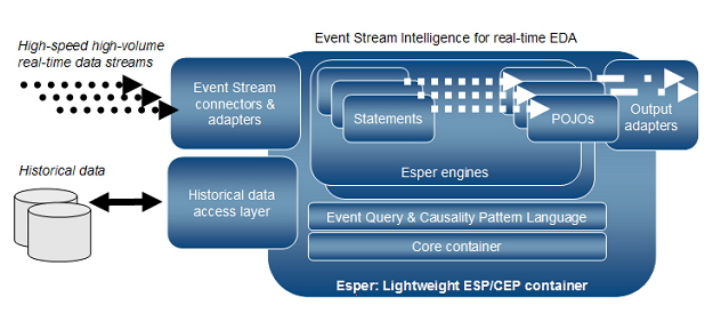 Event Stream Intelligence for real-time EDA
High-speed high-volume
real-time data streams
Event Stream
connectors &
adapters
Statements
POJOs
Output
adapters
Esper engines
Historical data
Historical data
access layer
Event Query & Causality Pattern Language
Core container
Esper: Lightweight ESP/CEP container